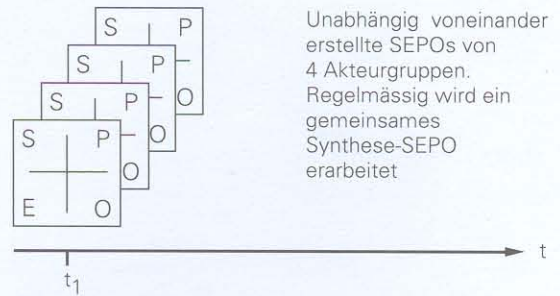 S P
S P
O
S P
O
S P
O
E O
Unabhängig voneinander
erstellte SEPOs von
4 Akteurgruppen.
Regelmässig wird ein
gemeinsames
Synthese-SEPO
erarbeitet
t
t1